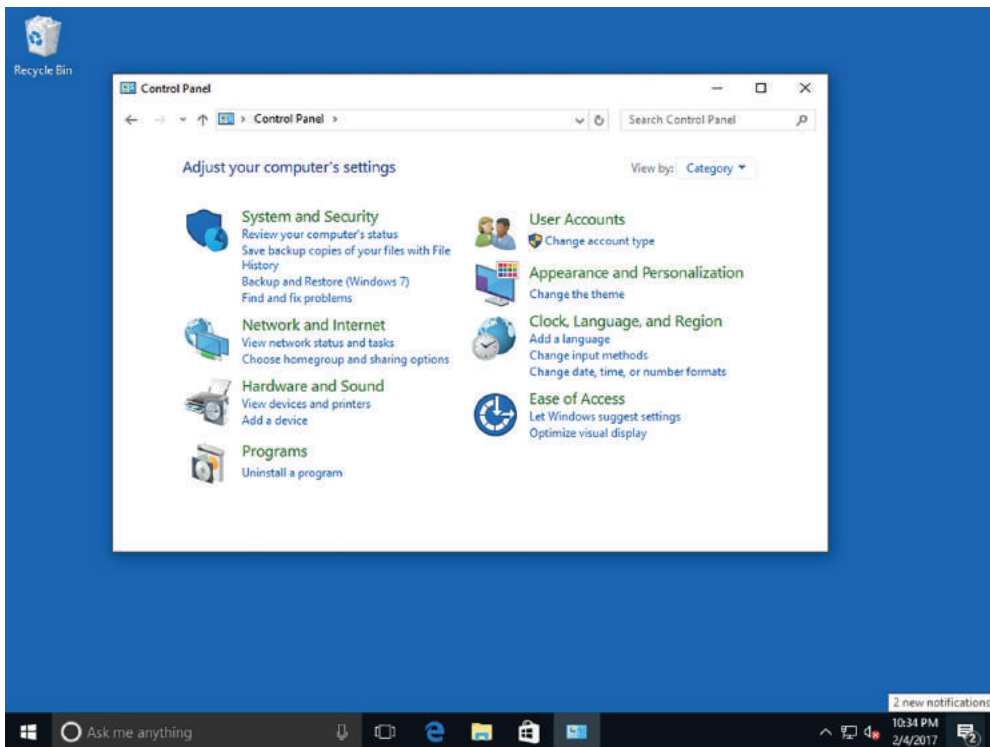 Recycle Bin
Control Panel
Control Panel
Search Control Panel
Adjust your computer's settings
View by: Category
System and Security
Review your computer's status
Save backup copies of your files with File
History
Backup and Restore (Windows 7)
Find and fix problems
Network and Internet
View network status and tasks
Choose homegroup and sharing options
Hardware and Sound
View devices and printers
Add a device
Programs
Uninstall a program
User Accounts
Change account type
Appearance and Personalization
Change the theme
Clock, Language, and Region
Add a language
Change input methods
Change date, time, or number formats
Ease of Access
Let Windows suggest settings
Optimize visual display
2 new notifications
Ask me anything
10:34 PM
2/4/2017
2